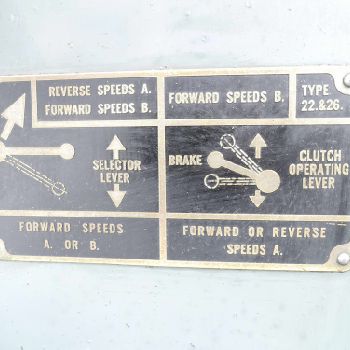 REVERSE SPEEDS A.
FORWARD SPEEDS B.
FORWARD SPEEDS B.
TYPE
22.&26.
SELECTOR
LEVER
BRAKE
CLUTCH
OPERATING
LEVER
FORWARD SPEEDS
A. OR B.
FORWARD OR REVERSE
SPEEDS A.